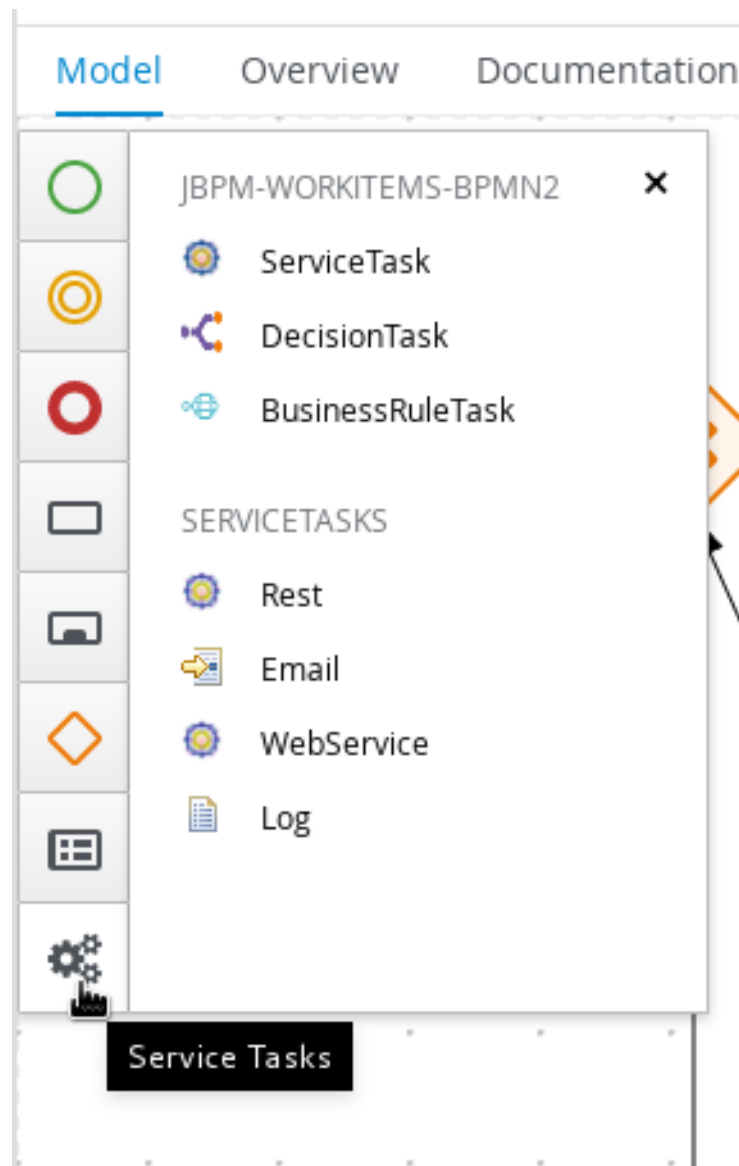 Model Overview Documentation
JBPM-WORKITEMS-BPMN2
ServiceTask
DecisionTask
BusinessRuleTask
SERVICETASKS
Rest
Email
WebService
Log
Service Tasks